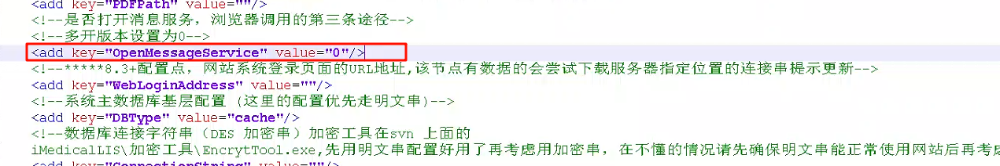 <add key="PDFPath" value=""/>
<!--是否打开消息服务，浏览器调用的第三条途径-->
<!--多开版本设置为0-->
<add key="OpenMessageService" value="0"/>
<!--*****8.3+配置点，网站系统登录页面的URL地址,该节点有数据的会尝试下载服务器指定位置的连接串提示更新-->
<add key="WebLoginAddress" value=""/>
<!--系统主数据库基层配置 (这里的配置优先走明文串)-->
<add key="DBType" value="cache"/>
<!--数据库连接字符串（DES 加密串）加密工具在svn 上面的
iMedicalLIS\加密工具\EncrytTool.exe,先用明文串配置好用了再考虑用加密串，在不懂的情况请先确保明文串能正常使用网站后再考虑
<add key="ConnectionString" value=""/>